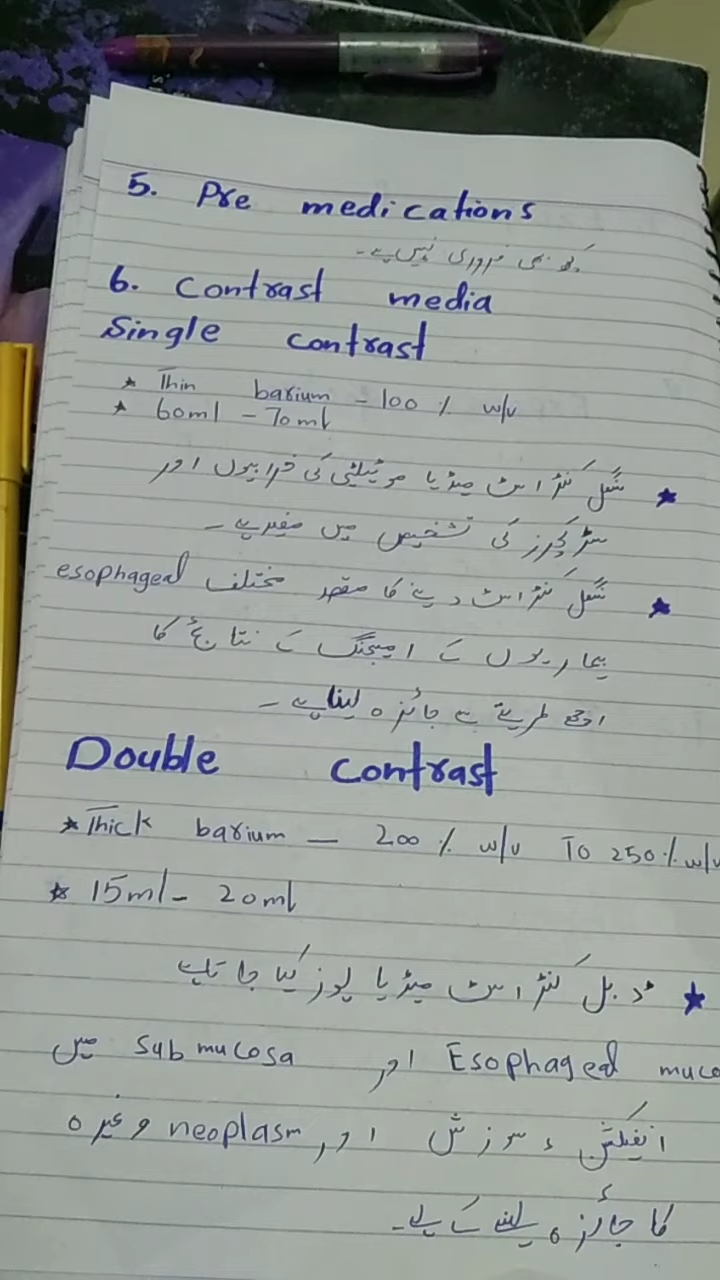 5. Pre medications
کچھ بھی ضروری نہیں ہے۔
6. Contrast media
Single contrast
★ Thin barium - 100 % w/v
★ 60ml - 70ml
★ سنگل کنٹراسٹ میڈیا موٹیلیٹی کی خرابیوں اور
سٹرکچرز کی تشخیص میں مفید ہے۔
★ سنگل کنٹراسٹ دینے کا مقصد مختلف esophageal
بیماریوں کے امیجنگ کے نتائج کا
اچھے طریقے سے جائزہ لینا ہے۔
Double contrast
★ Thick barium — 200 % w/v To 250% w/v
★ 15ml - 20ml
★ ڈبل کنٹراسٹ میڈیا یوز کیا جاتا ہے
Esophageal muco اور submucosa میں
انفیکشن، سوزش اور neoplasm وغیرہ
کا جائزہ لینے کے لیے۔